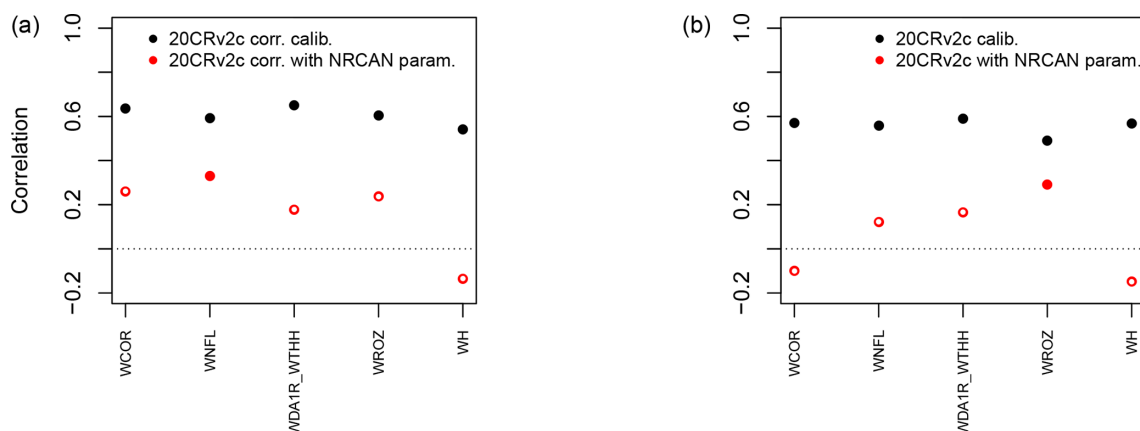 (a)
20CRv2c corr. calib.
20CRv2c corr. with NRCAN param.
Correlation
1.0
0.6
0.2
−0.2
WCOR
WNFL
WDA1R_WTHH
WROZ
WH
(b)
20CRv2c calib.
20CRv2c with NRCAN param.
1.0
0.6
0.2
−0.2
WCOR
WNFL
WDA1R_WTHH
WROZ
WH